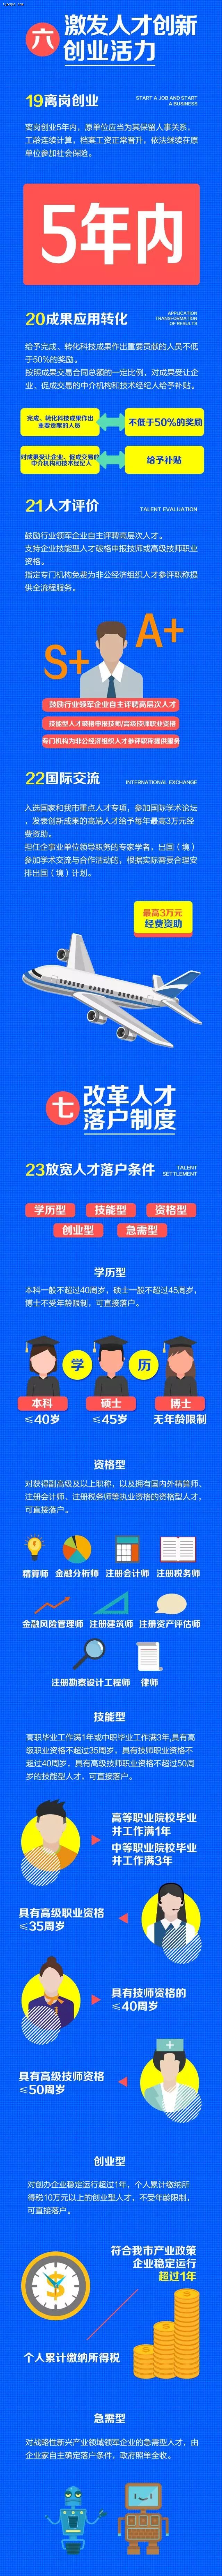 六
激发人才创新
创业活力
19离岗创业
START A JOB AND START
A BUSINESS
离岗创业5年内，原单位应当为其保留人事关系，
工龄连续计算，档案工资正常晋升，依法继续在原
单位参加社会保险。
5年内
20成果应用转化
APPLICATION
TRANSFORMATION
OF RESULTS
给予完成、转化科技成果作出重要贡献的人员不低
于50%的奖励。
按照成果交易合同总额的一定比例，对成果受让企
业、促成交易的中介机构和技术经纪人给予补贴。
完成、转化科技成果作出
重要贡献的人员
不低于50%的奖励
对成果受让企业、促成交易的
中介机构和技术经纪人
给予补贴
21人才评价
TALENT EVALUATION
鼓励行业领军企业自主评聘高层次人才。
支持企业技能型人才破格申报技师或高级技师职业
资格。
指定专门机构免费为非公经济组织人才参评职称提
供全流程服务。
S+
A+
鼓励行业领军企业自主评聘高层次人才
技能型人才破格申报技师/高级技师职业资格
专门机构为非公经济组织人才参评职称提供服务
22国际交流
INTERNATIONAL EXCHANGE
入选国家和我市重点人才专项，参加国际学术论坛
，发表创新成果的高端人才给予每年最高3万元经
费资助。
担任企事业单位领导职务的专家学者，出国（境）
参加学术交流与合作活动的，根据实际需要合理安
排出国（境）计划。
最高3万元
经费资助
七
改革人才
落户制度
23放宽人才落户条件
TALENT
SETTLEMENT
学历型
技能型
资格型
创业型
急需型
学历型
本科一般不超过40周岁，硕士一般不超过45周岁，
博士不受年龄限制，可直接落户。
学
历
本科
硕士
博士
≤40岁
≤45岁
无年龄限制
资格型
对获得副高级及以上职称，以及拥有国内外精算师、
注册会计师、注册税务师等执业资格的资格型人才，
可直接落户。
精算师
金融分析师
注册会计师
注册税务师
金融风险管理师
注册建筑师
注册资产评估师
注册勘察设计工程师
律师
技能型
高职毕业工作满1年或中职毕业工作满3年,具有高
级职业资格不超过35周岁，具有技师职业资格不
超过40周岁，具有高级技师职业资格不超过50周
岁的技能型人才，可直接落户。
高等职业院校毕业
并工作满1年
中等职业院校毕业
并工作满3年
具有高级职业资格
≤35周岁
具有技师资格的
≤40周岁
具有高级技师资格
≤50周岁
创业型
对创办企业稳定运行超过1年，个人累计缴纳所
得税10万元以上的创业型人才，不受年龄限制，
可直接落户。
符合我市产业政策
企业稳定运行
超过1年
个人累计缴纳所得税
急需型
对战略性新兴产业领域领军企业的急需型人才，由
企业家自主确定落户条件，政府照单全收。